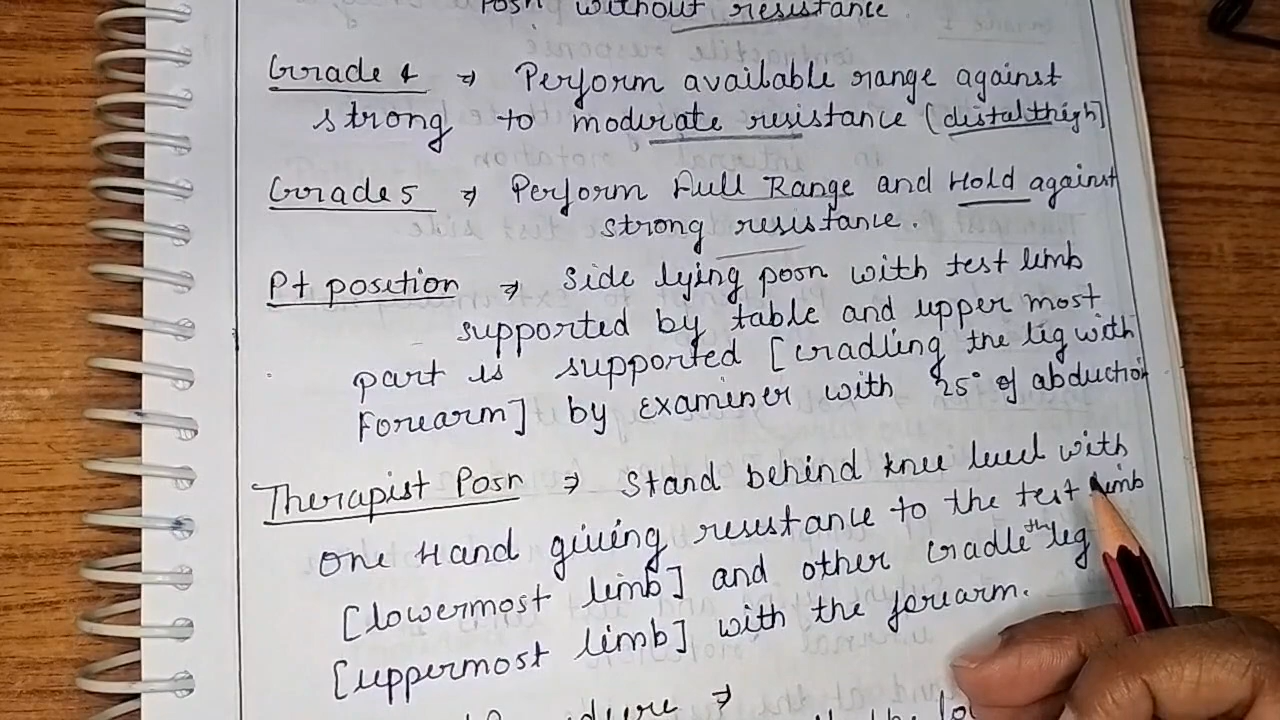 Posn without resistance
Grade 4 ⇒ Perform available range against
strong to moderate resistance [distal thigh]
Grade 5 ⇒ Perform Full Range and Hold against
strong resistance.
Pt position ⇒ Side lying posn with test limb
supported by table and upper most
part is supported [cradling the leg with
Forearm] by examiner with 25° of abduction
Therapist Posn ⇒ Stand behind knee level with
one Hand giving resistance to the test limb
[lowermost limb] and other cradle the leg
[uppermost limb] with the forearm.
⇒